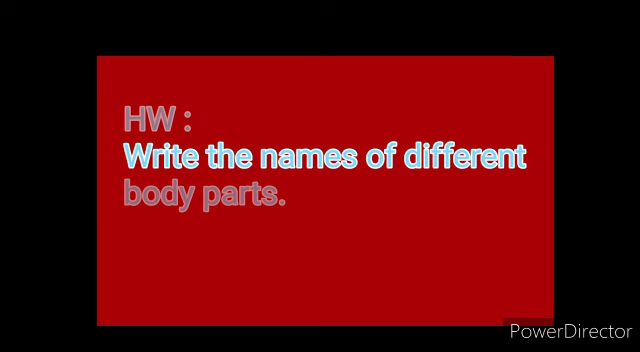 HW :
Write the names of different
body parts.
PowerDirector